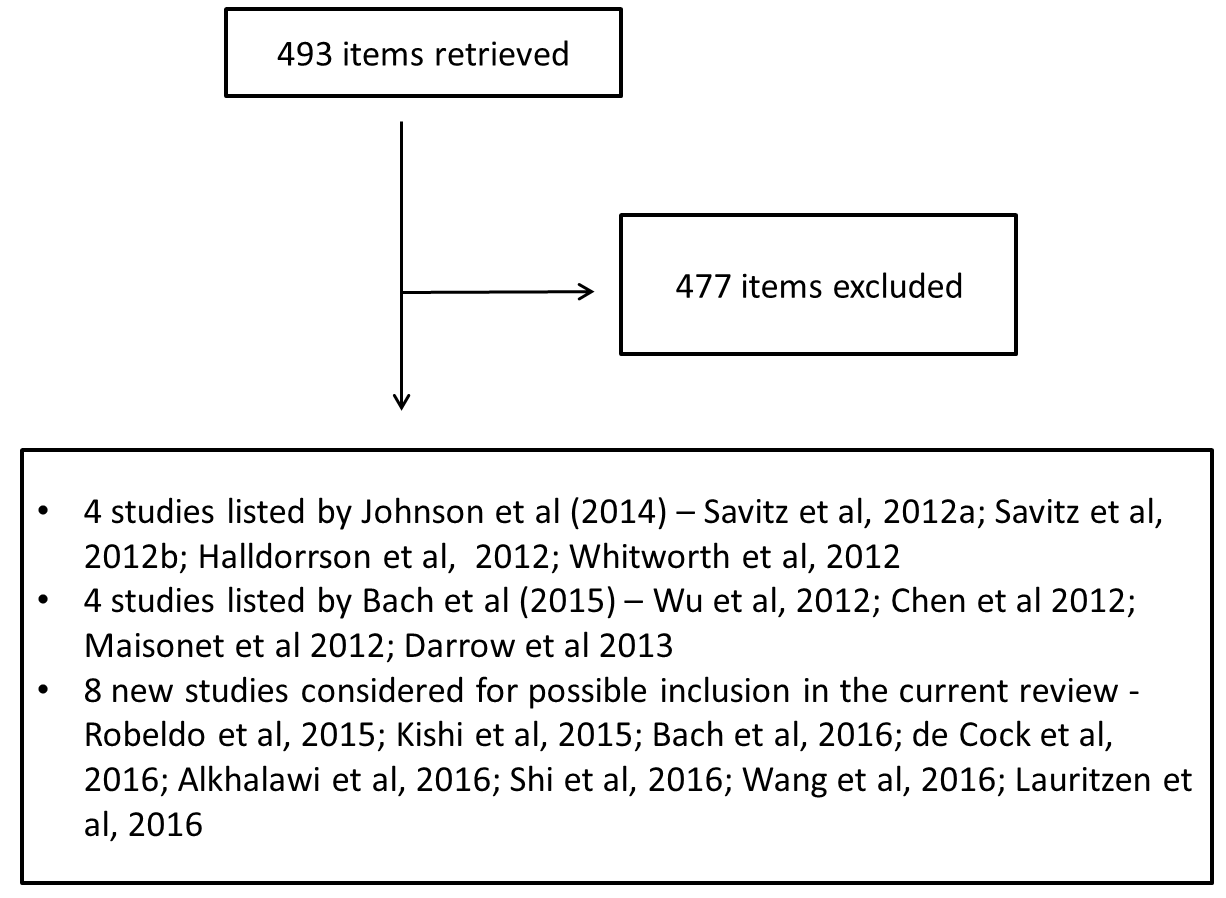 493 items retrieved
477 items excluded
• 4 studies listed by Johnson et al (2014) – Savitz et al, 2012a; Savitz et al,
2012b; Halldorrson et al,  2012; Whitworth et al, 2012
• 4 studies listed by Bach et al (2015) – Wu et al, 2012; Chen et al 2012;
Maisonet et al 2012; Darrow et al 2013
• 8 new studies considered for possible inclusion in the current review -
Robeldo et al, 2015; Kishi et al, 2015; Bach et al, 2016; de Cock et al,
2016; Alkhalawi et al, 2016; Shi et al, 2016; Wang et al, 2016; Lauritzen et
al, 2016